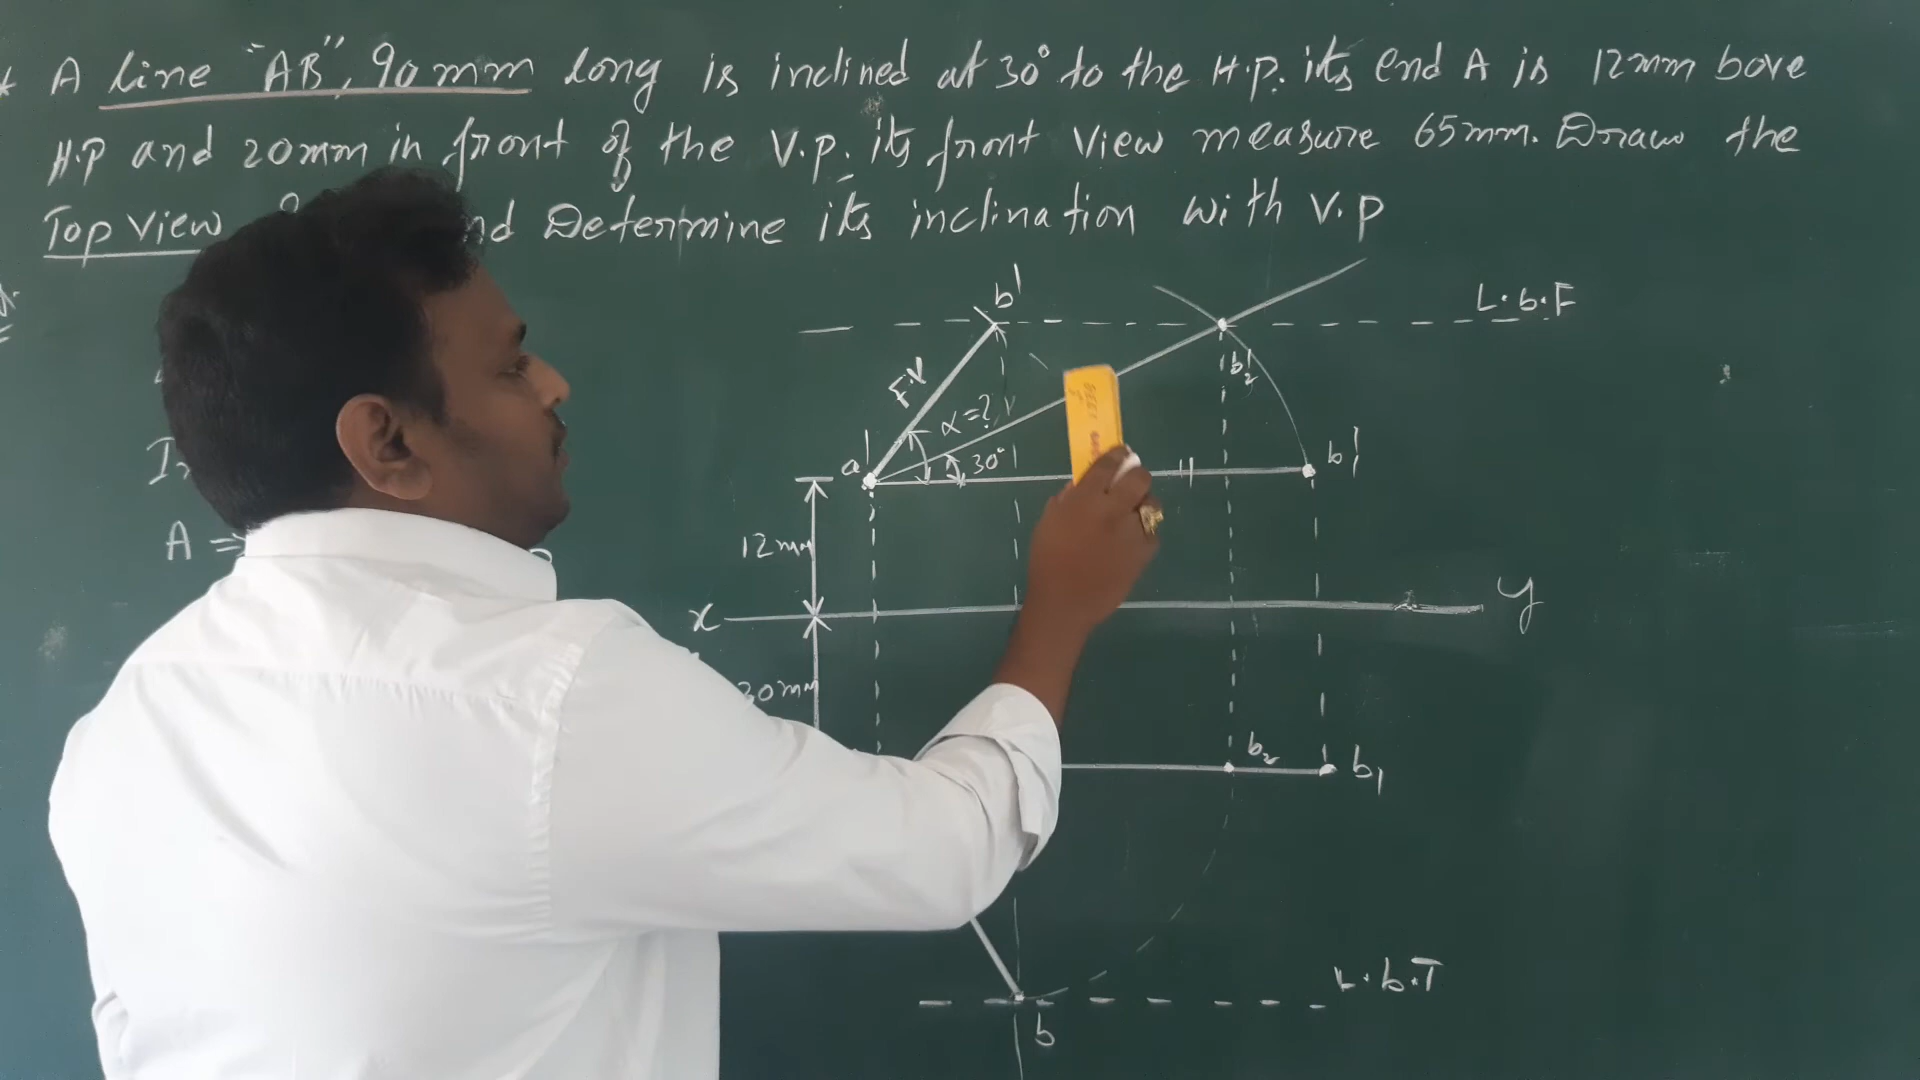 A line "AB", 90mm long is inclined at 30° to the H.P. its end A is 12mm bove
H.P and 20mm in front of the V.P. its front View measure 65mm. Draw the
Top View nd Determine its inclination with V.P
b'
L.b.F
F.V
b2'
α=?
a'
30°
b1'
A ⇒
12mm
x
y
20mm
b2
b1
L.b.T
b